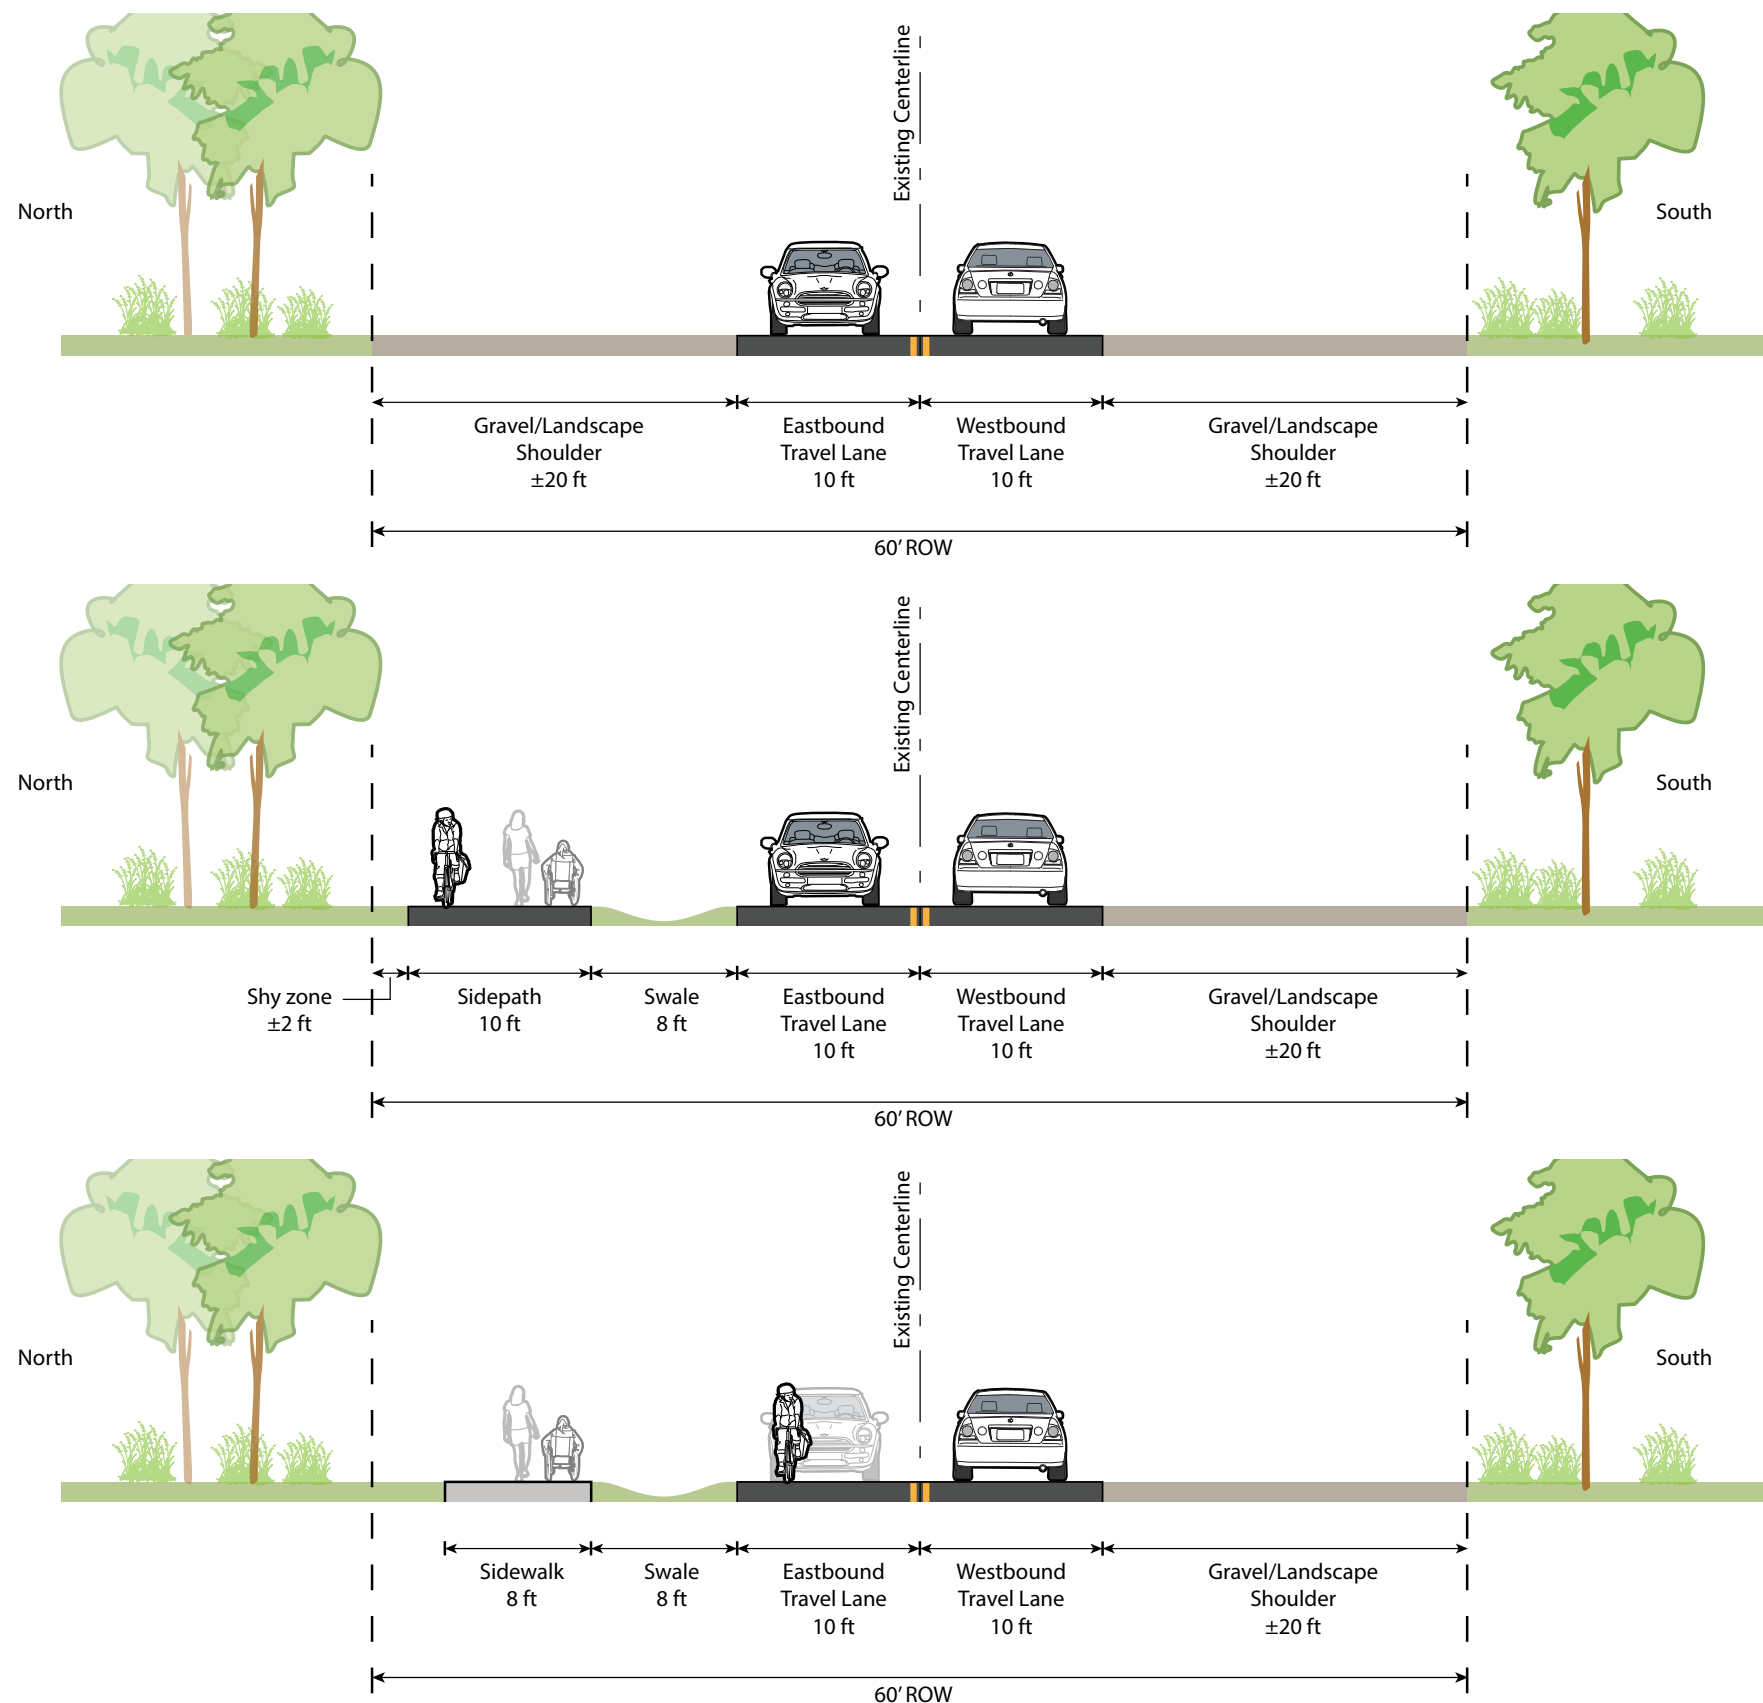 Existing Centerline
North
South
Gravel/Landscape
Shoulder
±20 ft
Eastbound
Travel Lane
10 ft
Westbound
Travel Lane
10 ft
Gravel/Landscape
Shoulder
±20 ft
60' ROW
Existing Centerline
North
South
Shy zone
±2 ft
Sidepath
10 ft
Swale
8 ft
Eastbound
Travel Lane
10 ft
Westbound
Travel Lane
10 ft
Gravel/Landscape
Shoulder
±20 ft
60' ROW
Existing Centerline
North
South
Sidewalk
8 ft
Swale
8 ft
Eastbound
Travel Lane
10 ft
Westbound
Travel Lane
10 ft
Gravel/Landscape
Shoulder
±20 ft
60' ROW